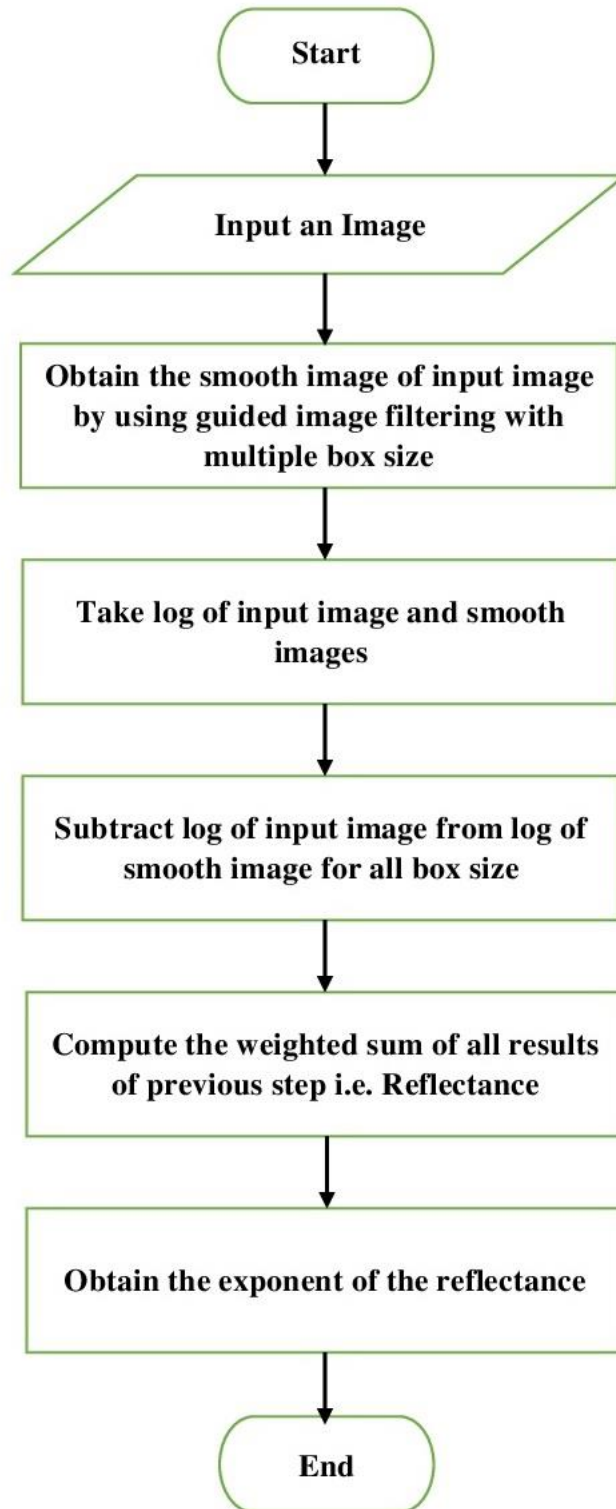 Start
Input an Image
Obtain the smooth image of input image
by using guided image filtering with
multiple box size
Take log of input image and smooth
images
Subtract log of input image from log of
smooth image for all box size
Compute the weighted sum of all results
of previous step i.e. Reflectance
Obtain the exponent of the reflectance
End